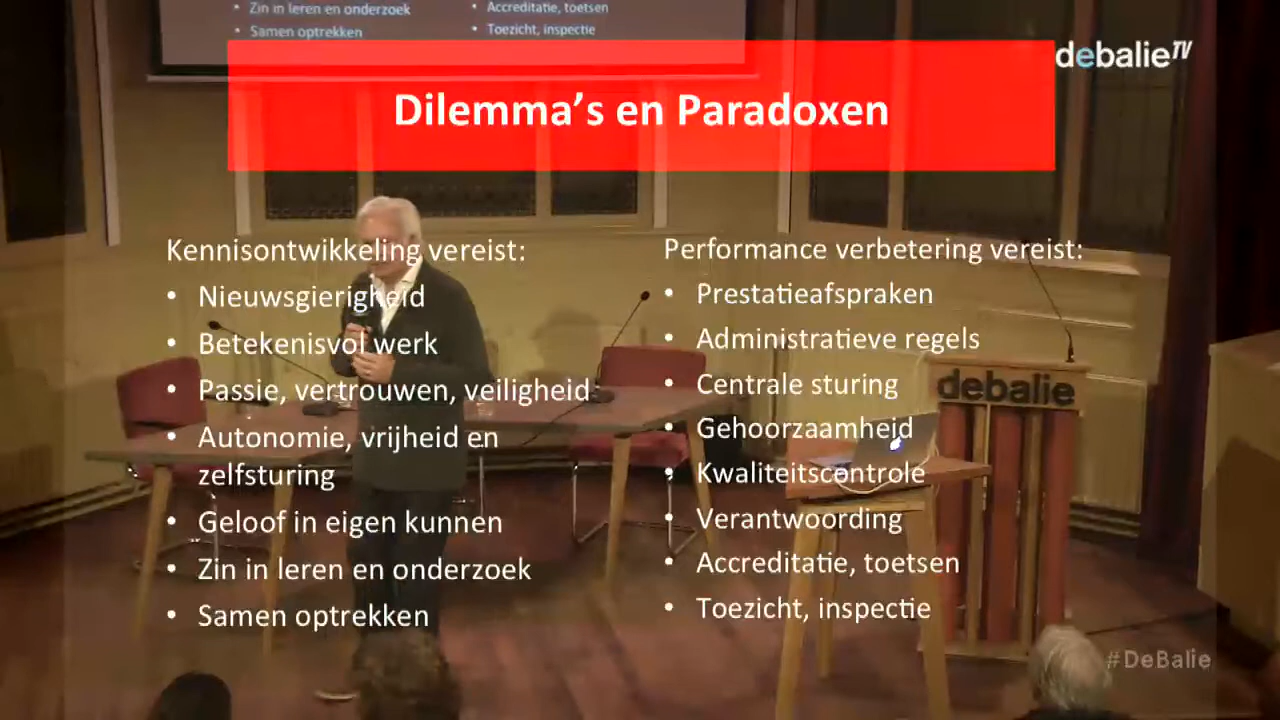 Zin in leren en onderzoek
Samen optrekken
Accreditatie, toetsen
Toezicht, inspectie
debalieTV
Dilemma's en Paradoxen
Kennisontwikkeling vereist:
• Nieuwsgierigheid
• Betekenisvol werk
• Passie, vertrouwen, veiligheid
• Autonomie, vrijheid en
zelfsturing
• Geloof in eigen kunnen
• Zin in leren en onderzoek
• Samen optrekken
Performance verbetering vereist:
• Prestatieafspraken
• Administratieve regels
• Centrale sturing
• Gehoorzaamheid
• Kwaliteitscontrole
• Verantwoording
• Accreditatie, toetsen
• Toezicht, inspectie
debalie
#DeBalie